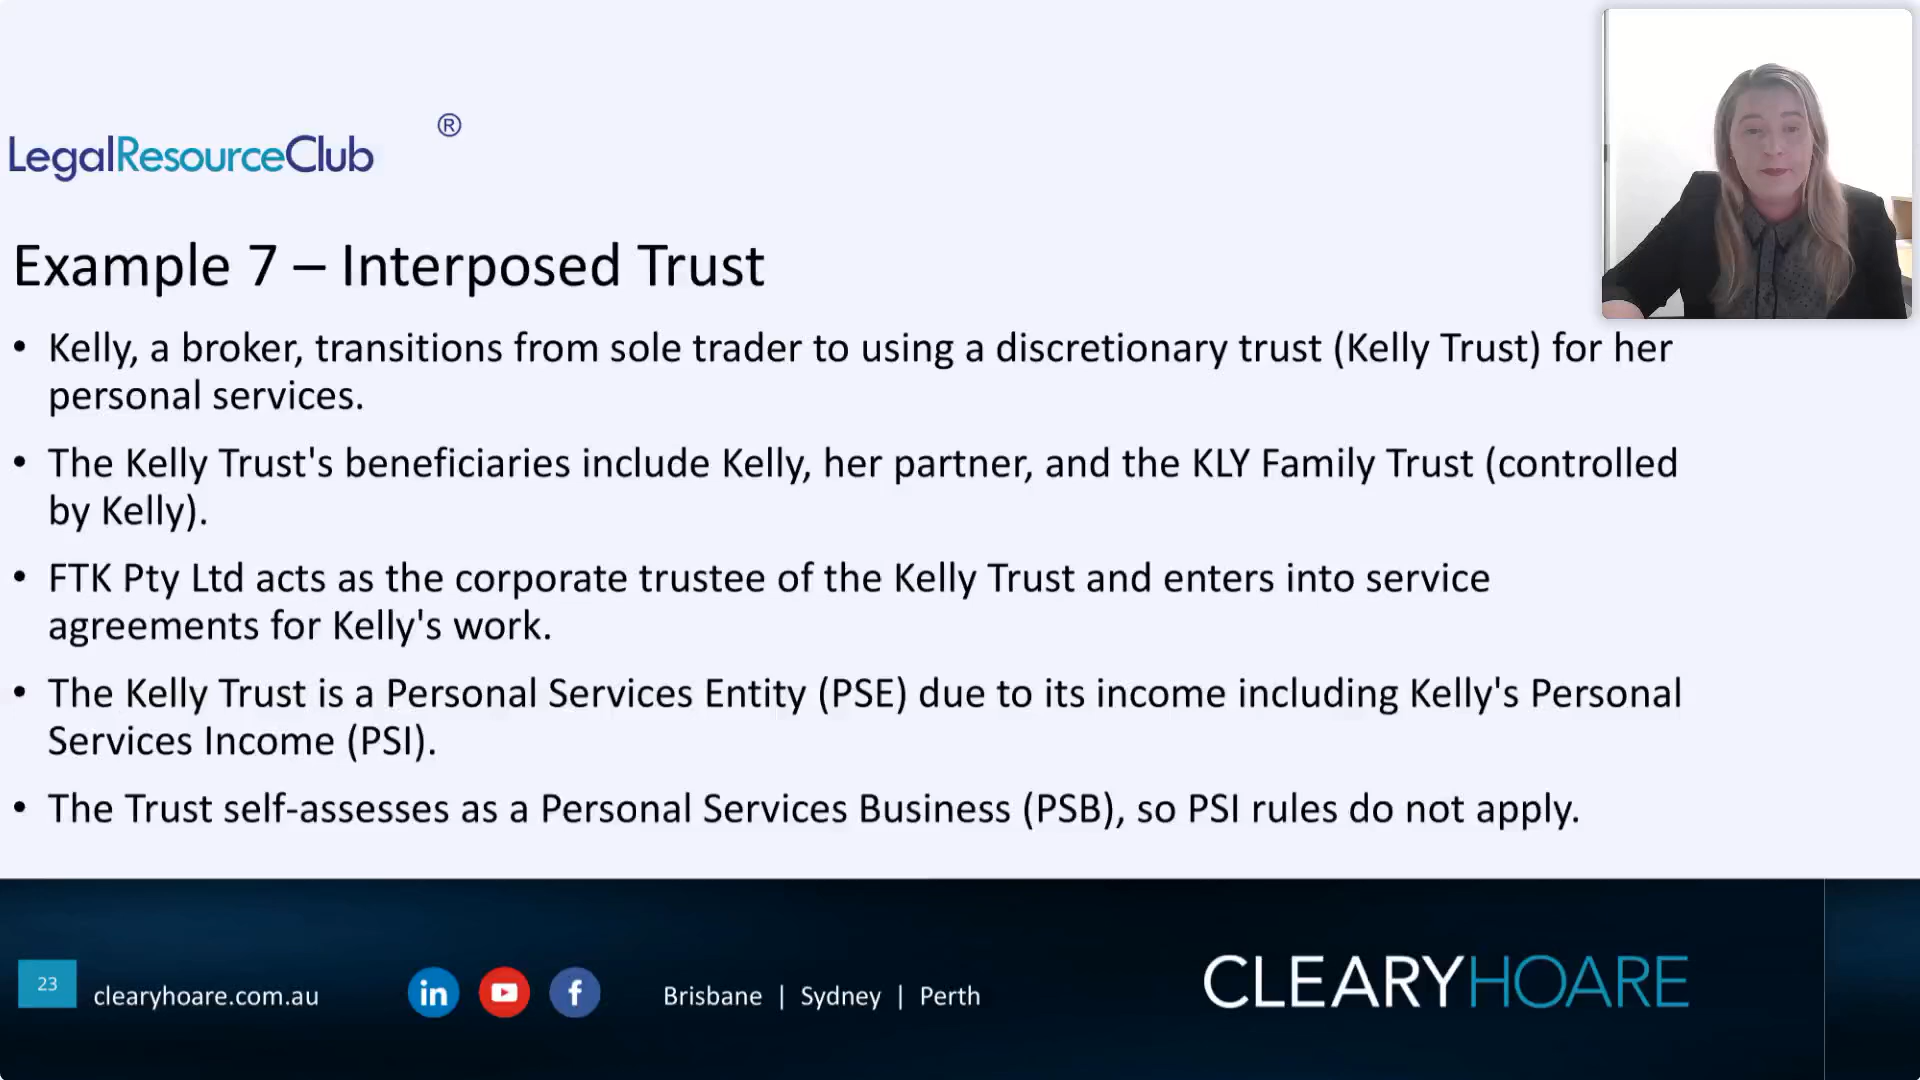 ®
LegalResourceClub
Example 7 – Interposed Trust
• Kelly, a broker, transitions from sole trader to using a discretionary trust (Kelly Trust) for her
personal services.
• The Kelly Trust's beneficiaries include Kelly, her partner, and the KLY Family Trust (controlled
by Kelly).
• FTK Pty Ltd acts as the corporate trustee of the Kelly Trust and enters into service
agreements for Kelly's work.
• The Kelly Trust is a Personal Services Entity (PSE) due to its income including Kelly's Personal
Services Income (PSI).
• The Trust self-assesses as a Personal Services Business (PSB), so PSI rules do not apply.
23
clearyhoare.com.au
in
f
Brisbane | Sydney | Perth
CLEARYHOARE